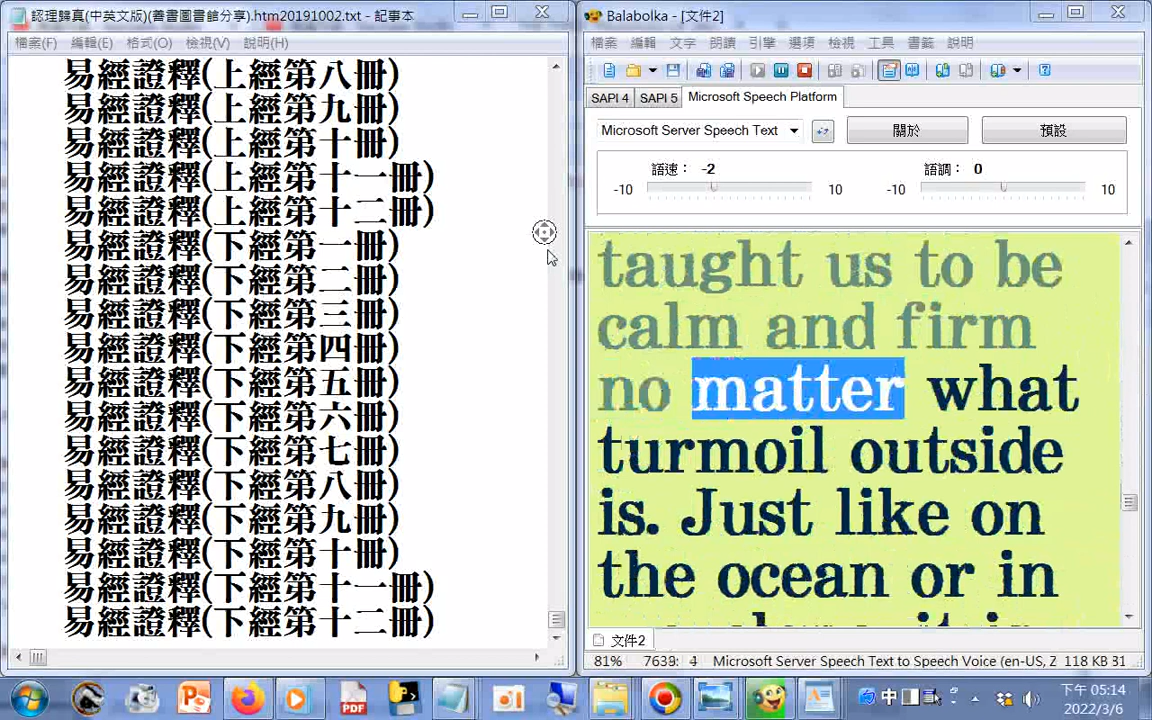 認理歸真(中英文版)(善書圖書館分享).htm20191002.txt - 記事本
檔案(F) 編輯(E) 格式(O) 檢視(V) 說明(H)
易經證釋(上經第八冊)
易經證釋(上經第九冊)
易經證釋(上經第十冊)
易經證釋(上經第十一冊)
易經證釋(上經第十二冊)
易經證釋(下經第一冊)
易經證釋(下經第二冊)
易經證釋(下經第三冊)
易經證釋(下經第四冊)
易經證釋(下經第五冊)
易經證釋(下經第六冊)
易經證釋(下經第七冊)
易經證釋(下經第八冊)
易經證釋(下經第九冊)
易經證釋(下經第十冊)
易經證釋(下經第十一冊)
易經證釋(下經第十二冊)
Balabolka - [文件2]
檔案 編輯 文字 朗讀 引擎 選項 檢視 工具 書籤 說明
SAPI 4 SAPI 5 Microsoft Speech Platform
Microsoft Server Speech Text 關於 預設
語速： -2 語調： 0
-10 10 -10 10
taught us to be
calm and firm
no matter what
turmoil outside
is. Just like on
the ocean or in
文件2
81% 7639: 4 Microsoft Server Speech Text to Speech Voice (en-US, Z 118 KB 31
PDF 中 下午 05:14
2022/3/6